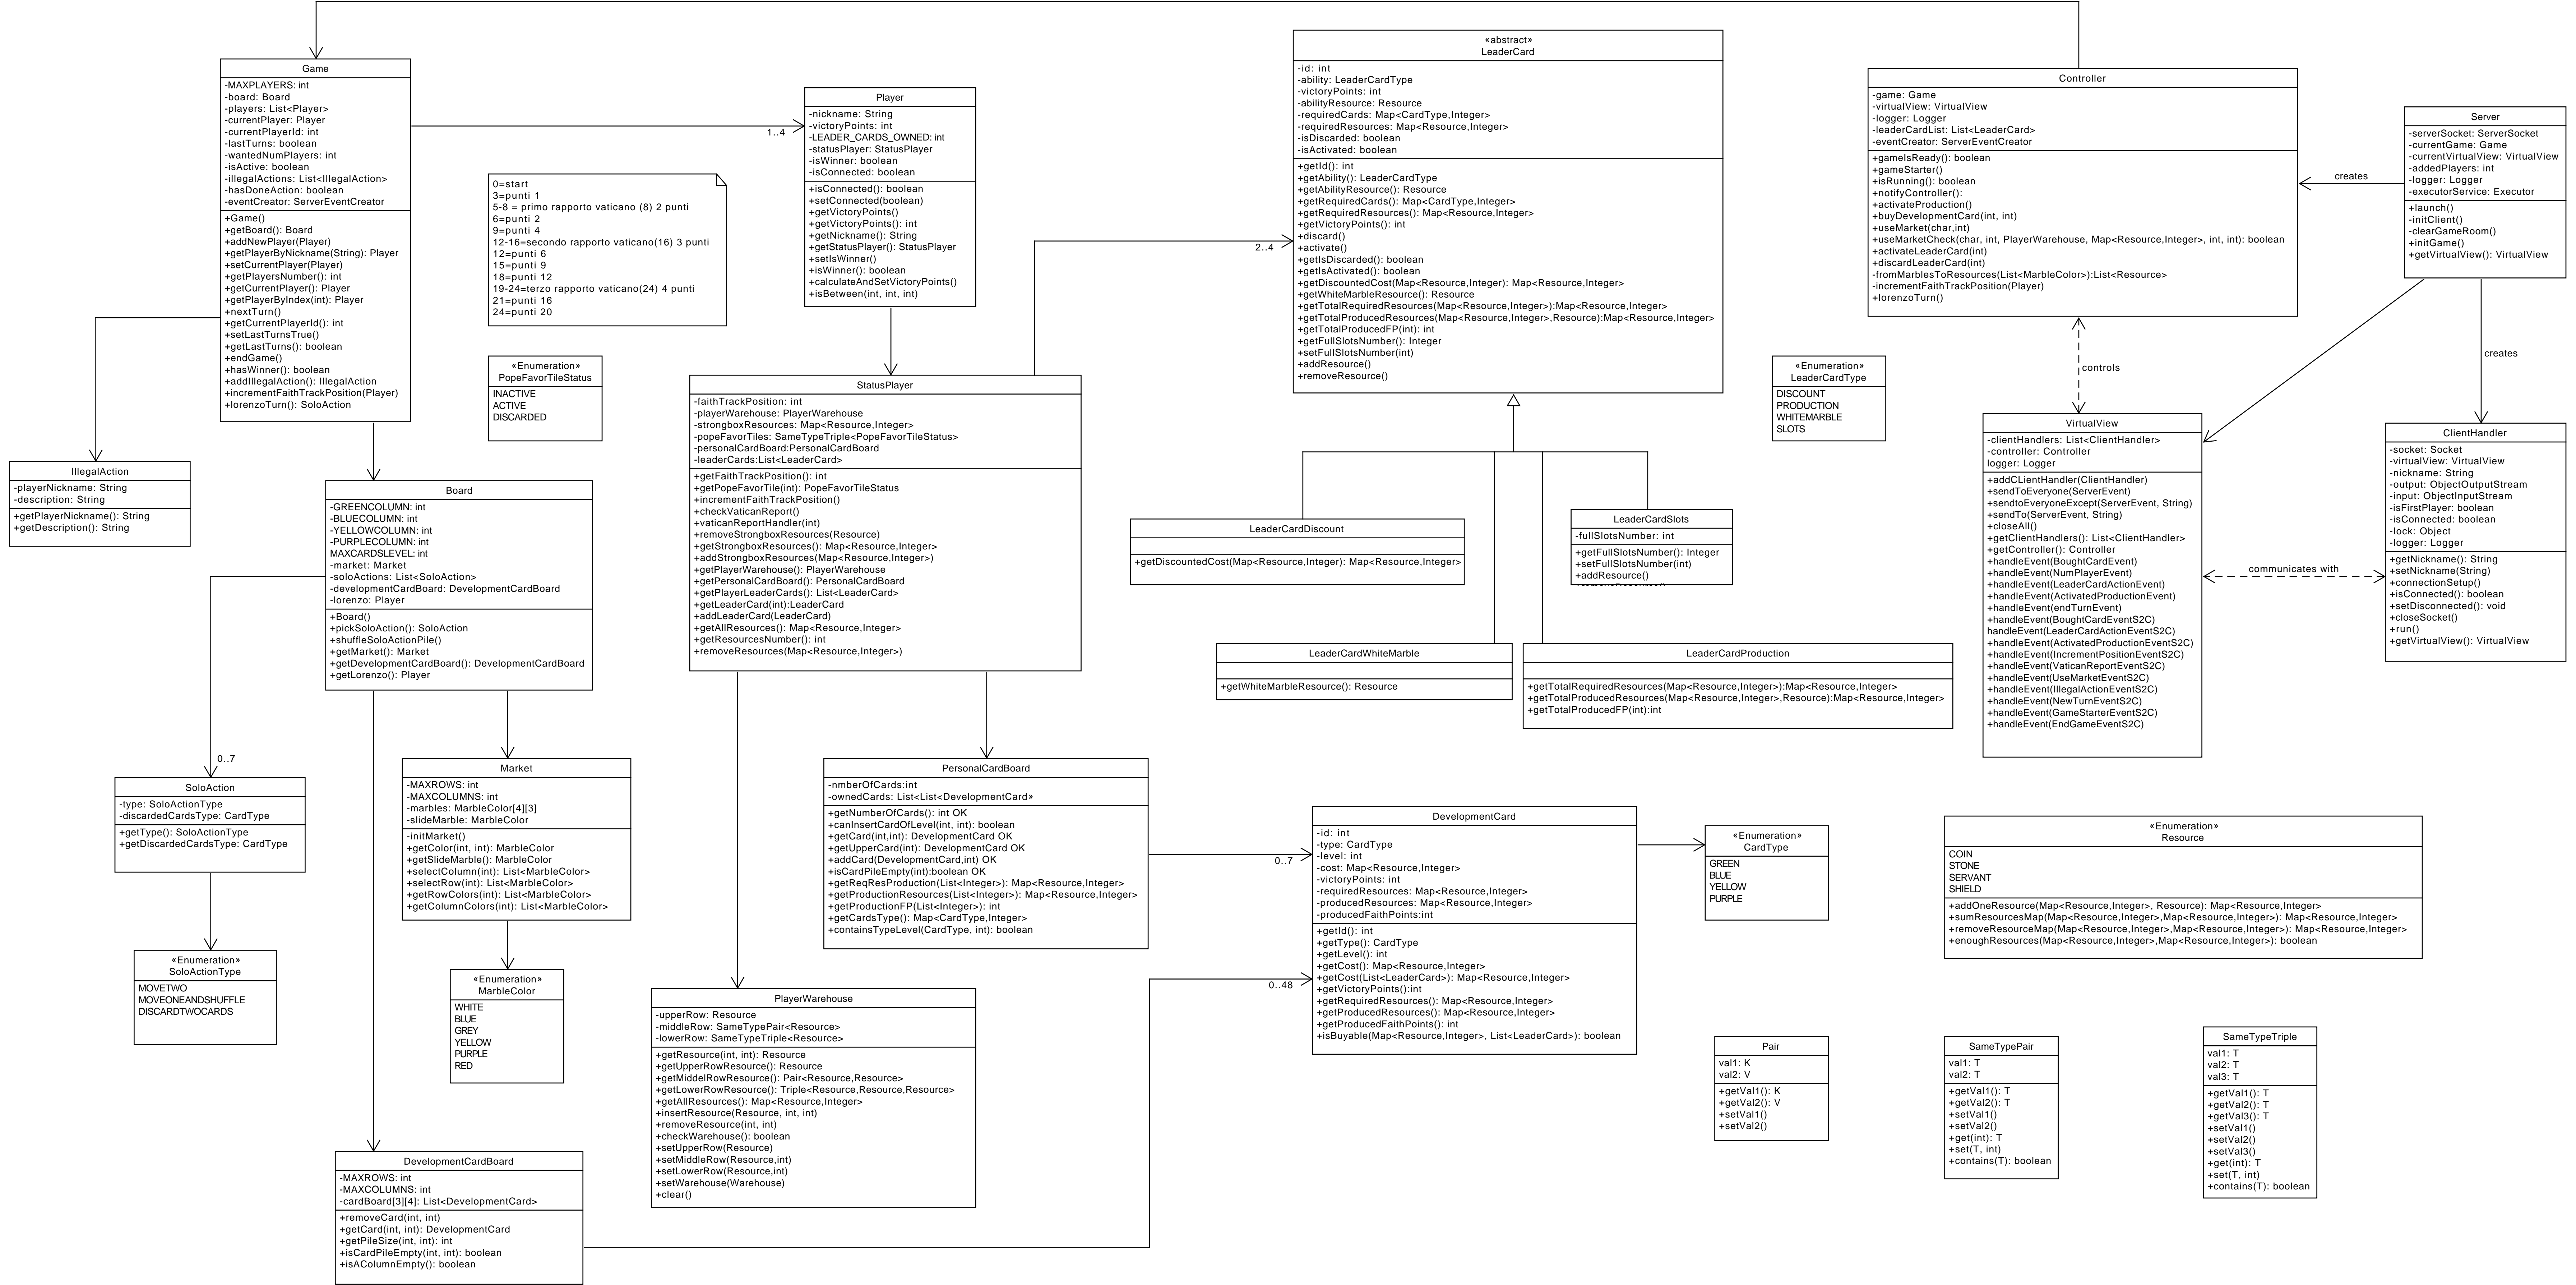 Game
-MAXPLAYERS: int
-board: Board
-players: List<Player>
-currentPlayer: Player
-currentPlayerId: int
-lastTurns: boolean
-wantedNumPlayers: int
-isActive: boolean
-illegalActions: List<IllegalAction>
-hasDoneAction: boolean
-eventCreator: ServerEventCreator
+Game()
+getBoard(): Board
+addNewPlayer(Player)
+getPlayerByNickname(String): Player
+setCurrentPlayer(Player)
+getPlayersNumber(): int
+getCurrentPlayer(): Player
+getPlayerByIndex(int): Player
+nextTurn()
+getCurrentPlayerId(): int
+setLastTurnsTrue()
+getLastTurns(): boolean
+endGame()
+hasWinner(): boolean
+addIllegalAction(): IllegalAction
+incrementFaithTrackPosition(Player)
+lorenzoTurn(): SoloAction
1..4
0=start
3=punti 1
5-8 = primo rapporto vaticano (8) 2 punti
6=punti 2
9=punti 4
12-16=secondo rapporto vaticano(16) 3 punti
12=punti 6
15=punti 9
18=punti 12
19-24=terzo rapporto vaticano(24) 4 punti
21=punti 16
24=punti 20
«Enumeration»
PopeFavorTileStatus
INACTIVE
ACTIVE
DISCARDED
Player
-nickname: String
-victoryPoints: int
-LEADER_CARDS_OWNED: int
-statusPlayer: StatusPlayer
-isWinner: boolean
-isConnected: boolean
+isConnected(): boolean
+setConnected(boolean)
+getVictoryPoints()
+getVictoryPoints(): int
+getNickname(): String
+getStatusPlayer(): StatusPlayer
+setIsWinner()
+isWinner(): boolean
+calculateAndSetVictoryPoints()
+isBetween(int, int, int)
2..4
«abstract»
LeaderCard
-id: int
-ability: LeaderCardType
-victoryPoints: int
-abilityResource: Resource
-requiredCards: Map<CardType,Integer>
-requiredResources: Map<Resource,Integer>
-isDiscarded: boolean
-isActivated: boolean
+getId(): int
+getAbility(): LeaderCardType
+getAbilityResource(): Resource
+getRequiredCards(): Map<CardType,Integer>
+getRequiredResources(): Map<Resource,Integer>
+getVictoryPoints(): int
+discard()
+activate()
+getIsDiscarded(): boolean
+getIsActivated(): boolean
+getDiscountedCost(Map<Resource,Integer): Map<Resource,Integer>
+getWhiteMarbleResource(): Resource
+getTotalRequiredResources(Map<Resource,Integer>):Map<Resource,Integer>
+getTotalProducedResources(Map<Resource,Integer>,Resource):Map<Resource,Integer>
+getTotalProducedFP(int): int
+getFullSlotsNumber(): Integer
+setFullSlotsNumber(int)
+addResource()
+removeResource()
«Enumeration»
LeaderCardType
DISCOUNT
PRODUCTION
WHITEMARBLE
SLOTS
Controller
-game: Game
-virtualView: VirtualView
-logger: Logger
-leaderCardList: List<LeaderCard>
-eventCreator: ServerEventCreator
+gameIsReady(): boolean
+gameStarter()
+isRunning(): boolean
+notifyController():
+activateProduction()
+buyDevelopmentCard(int, int)
+useMarket(char,int)
+useMarketCheck(char, int, PlayerWarehouse, Map<Resource,Integer>, int, int): boolean
+activateLeaderCard(int)
+discardLeaderCard(int)
-fromMarblesToResources(List<MarbleColor>):List<Resource>
-incrementFaithTrackPosition(Player)
+lorenzoTurn()
creates
Server
-serverSocket: ServerSocket
-currentGame: Game
-currentVirtualView: VirtualView
-addedPlayers: int
-logger: Logger
-executorService: Executor
+launch()
-initClient()
-clearGameRoom()
+initGame()
+getVirtualView(): VirtualView
controls
creates
IllegalAction
-playerNickname: String
-description: String
+getPlayerNickname(): String
+getDescription(): String
Board
-GREENCOLUMN: int
-BLUECOLUMN: int
-YELLOWCOLUMN: int
-PURPLECOLUMN: int
MAXCARDSLEVEL: int
-market: Market
-soloActions: List<SoloAction>
-developmentCardBoard: DevelopmentCardBoard
-lorenzo: Player
+Board()
+pickSoloAction(): SoloAction
+shuffleSoloActionPile()
+getMarket(): Market
+getDevelopmentCardBoard(): DevelopmentCardBoard
+getLorenzo(): Player
StatusPlayer
-faithTrackPosition: int
-playerWarehouse: PlayerWarehouse
-strongboxResources: Map<Resource,Integer>
-popeFavorTiles: SameTypeTriple<PopeFavorTileStatus>
-personalCardBoard:PersonalCardBoard
-leaderCards:List<LeaderCard>
+getFaithTrackPosition(): int
+getPopeFavorTile(int): PopeFavorTileStatus
+incrementFaithTrackPosition()
+checkVaticanReport()
+vaticanReportHandler(int)
+removeStrongboxResources(Resource)
+getStrongboxResources(): Map<Resource,Integer>
+addStrongboxResources(Map<Resource,Integer>)
+getPlayerWarehouse(): PlayerWarehouse
+getPersonalCardBoard(): PersonalCardBoard
+getPlayerLeaderCards(): List<LeaderCard>
+getLeaderCard(int):LeaderCard
+addLeaderCard(LeaderCard)
+getAllResources(): Map<Resource,Integer>
+getResourcesNumber(): int
+removeResources(Map<Resource,Integer>)
LeaderCardDiscount
+getDiscountedCost(Map<Resource,Integer): Map<Resource,Integer>
LeaderCardSlots
-fullSlotsNumber: int
+getFullSlotsNumber(): Integer
+setFullSlotsNumber(int)
+addResource()
LeaderCardWhiteMarble
+getWhiteMarbleResource(): Resource
LeaderCardProduction
+getTotalRequiredResources(Map<Resource,Integer>):Map<Resource,Integer>
+getTotalProducedResources(Map<Resource,Integer>,Resource):Map<Resource,Integer>
+getTotalProducedFP(int):int
VirtualView
-clientHandlers: List<ClientHandler>
-controller: Controller
logger: Logger
+addCLientHandler(ClientHandler)
+sendToEveryone(ServerEvent)
+sendtoEveryoneExcept(ServerEvent, String)
+sendTo(ServerEvent, String)
+closeAll()
+getClientHandlers(): List<ClientHandler>
+getController(): Controller
+handleEvent(BoughtCardEvent)
+handleEvent(NumPlayerEvent)
+handleEvent(LeaderCardActionEvent)
+handleEvent(ActivatedProductionEvent)
+handleEvent(endTurnEvent)
+handleEvent(BoughtCardEventS2C)
handleEvent(LeaderCardActionEventS2C)
+handleEvent(ActivatedProductionEventS2C)
+handleEvent(IncrementPositionEventS2C)
+handleEvent(VaticanReportEventS2C)
+handleEvent(UseMarketEventS2C)
+handleEvent(IllegalActionEventS2C)
+handleEvent(NewTurnEventS2C)
+handleEvent(GameStarterEventS2C)
+handleEvent(EndGameEventS2C)
communicates with
ClientHandler
-socket: Socket
-virtualView: VirtualView
-nickname: String
-output: ObjectOutputStream
-input: ObjectInputStream
-isFirstPlayer: boolean
-isConnected: boolean
-lock: Object
-logger: Logger
+getNickname(): String
+setNickname(String)
+connectionSetup()
+isConnected(): boolean
+setDisconnected(): void
+closeSocket()
+run()
+getVirtualView(): VirtualView
0..7
SoloAction
-type: SoloActionType
-discardedCardsType: CardType
+getType(): SoloActionType
+getDiscardedCardsType: CardType
«Enumeration»
SoloActionType
MOVETWO
MOVEONEANDSHUFFLE
DISCARDTWOCARDS
Market
-MAXROWS: int
-MAXCOLUMNS: int
-marbles: MarbleColor[4][3]
-slideMarble: MarbleColor
-initMarket()
+getColor(int, int): MarbleColor
+getSlideMarble(): MarbleColor
+selectColumn(int): List<MarbleColor>
+selectRow(int): List<MarbleColor>
+getRowColors(int): List<MarbleColor>
+getColumnColors(int): List<MarbleColor>
«Enumeration»
MarbleColor
WHITE
BLUE
GREY
YELLOW
PURPLE
RED
PersonalCardBoard
-nmberOfCards:int
-ownedCards: List<List<DevelopmentCard»
+getNumberOfCards(): int OK
+canInsertCardOfLevel(int, int): boolean
+getCard(int,int): DevelopmentCard OK
+getUpperCard(int): DevelopmentCard OK
+addCard(DevelopmentCard,int) OK
+isCardPileEmpty(int):boolean OK
+getReqResProduction(List<Integer>): Map<Resource,Integer>
+getProductionResources(List<Integer>): Map<Resource,Integer>
+getProductionFP(List<Integer>): int
+getCardsType(): Map<CardType,Integer>
+containsTypeLevel(CardType, int): boolean
0..7
0..48
DevelopmentCard
-id: int
-type: CardType
-level: int
-cost: Map<Resource,Integer>
-victoryPoints: int
-requiredResources: Map<Resource,Integer>
-producedResources: Map<Resource,Integer>
-producedFaithPoints:int
+getId(): int
+getType(): CardType
+getLevel(): int
+getCost(): Map<Resource,Integer>
+getCost(List<LeaderCard>): Map<Resource,Integer>
+getVictoryPoints():int
+getRequiredResources(): Map<Resource,Integer>
+getProducedResources(): Map<Resource,Integer>
+getProducedFaithPoints(): int
+isBuyable(Map<Resource,Integer>, List<LeaderCard>): boolean
«Enumeration»
CardType
GREEN
BLUE
YELLOW
PURPLE
«Enumeration»
Resource
COIN
STONE
SERVANT
SHIELD
+addOneResource(Map<Resource,Integer>, Resource): Map<Resource,Integer>
+sumResourcesMap(Map<Resource,Integer>,Map<Resource,Integer>): Map<Resource,Integer>
+removeResourceMap(Map<Resource,Integer>,Map<Resource,Integer>): Map<Resource,Integer>
+enoughResources(Map<Resource,Integer>,Map<Resource,Integer>): boolean
PlayerWarehouse
-upperRow: Resource
-middleRow: SameTypePair<Resource>
-lowerRow: SameTypeTriple<Resource>
+getResource(int, int): Resource
+getUpperRowResource(): Resource
+getMiddelRowResource(): Pair<Resource,Resource>
+getLowerRowResource(): Triple<Resource,Resource,Resource>
+getAllResources(): Map<Resource,Integer>
+insertResource(Resource, int, int)
+removeResource(int, int)
+checkWarehouse(): boolean
+setUpperRow(Resource)
+setMiddleRow(Resource,int)
+setLowerRow(Resource,int)
+setWarehouse(Warehouse)
+clear()
Pair
val1: K
val2: V
+getVal1(): K
+getVal2(): V
+setVal1()
+setVal2()
SameTypePair
val1: T
val2: T
+getVal1(): T
+getVal2(): T
+setVal1()
+setVal2()
+get(int): T
+set(T, int)
+contains(T): boolean
SameTypeTriple
val1: T
val2: T
val3: T
+getVal1(): T
+getVal2(): T
+getVal3(): T
+setVal1()
+setVal2()
+setVal3()
+get(int): T
+set(T, int)
+contains(T): boolean
DevelopmentCardBoard
-MAXROWS: int
-MAXCOLUMNS: int
-cardBoard[3][4]: List<DevelopmentCard>
+removeCard(int, int)
+getCard(int, int): DevelopmentCard
+getPileSize(int, int): int
+isCardPileEmpty(int, int): boolean
+isAColumnEmpty(): boolean